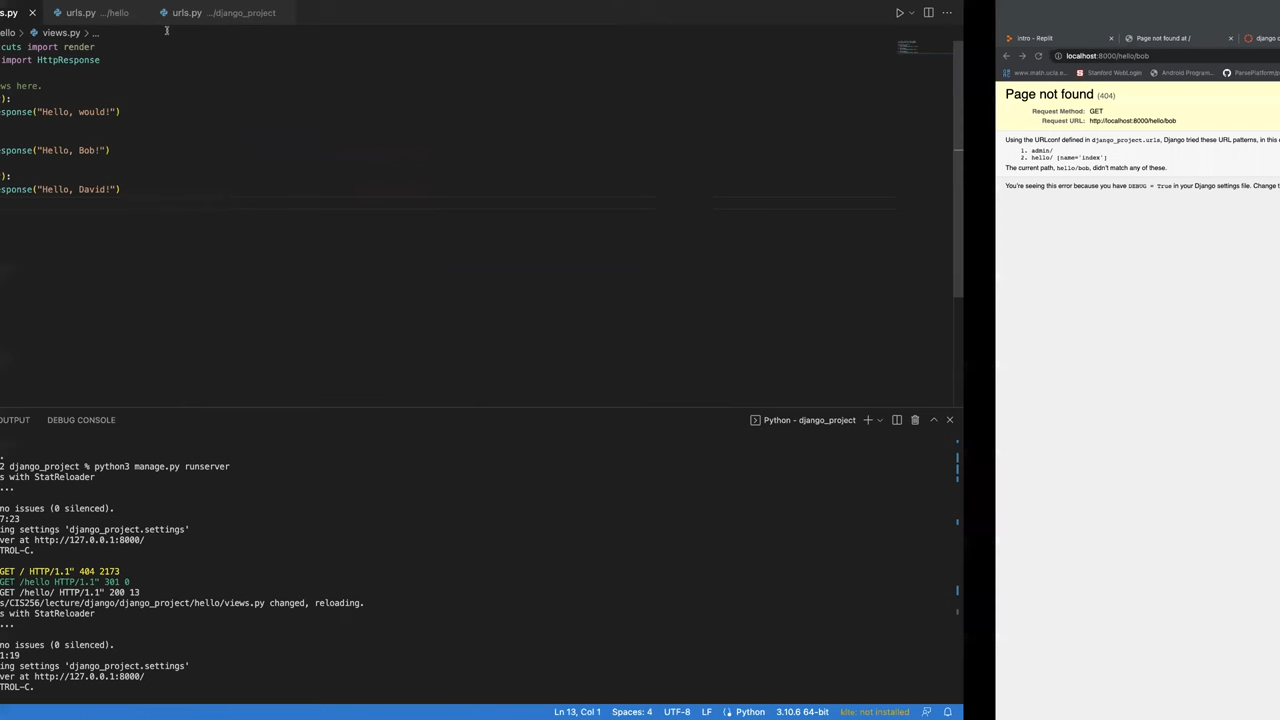 s.py
urls.py .../hello
urls.py .../django_project
ello > views.py > ...
cuts import render
import HttpResponse
ws here.
):
esponse("Hello, would!")
esponse("Hello, Bob!")
):
esponse("Hello, David!")
OUTPUT
DEBUG CONSOLE
Python - django_project
.
2 django_project % python3 manage.py runserver
s with StatReloader
...
no issues (0 silenced).
7:23
ing settings 'django_project.settings'
ver at http://127.0.0.1:8000/
TROL-C.
GET / HTTP/1.1" 404 2173
GET /hello HTTP/1.1" 301 0
GET /hello/ HTTP/1.1" 200 13
s/CIS256/lecture/django/django_project/hello/views.py changed, reloading.
s with StatReloader
...
no issues (0 silenced).
1:19
ing settings 'django_project.settings'
ver at http://127.0.0.1:8000/
TROL-C.
Ln 13, Col 1 Spaces: 4 UTF-8 LF Python 3.10.6 64-bit kite: not installed
intro - Replit
Page not found at /
django c
localhost:8000/hello/bob
www.math.ucla.e...
Stanford WebLogin
Android Program...
ParsePlatform:p
Page not found (404)
Request Method: GET
Request URL: http://localhost:8000/hello/bob
Using the URLconf defined in django_project.urls, Django tried these URL patterns, in this o
1. admin/
2. hello/ [name='index']
The current path, hello/bob, didn't match any of these.
You're seeing this error because you have DEBUG = True in your Django settings file. Change t